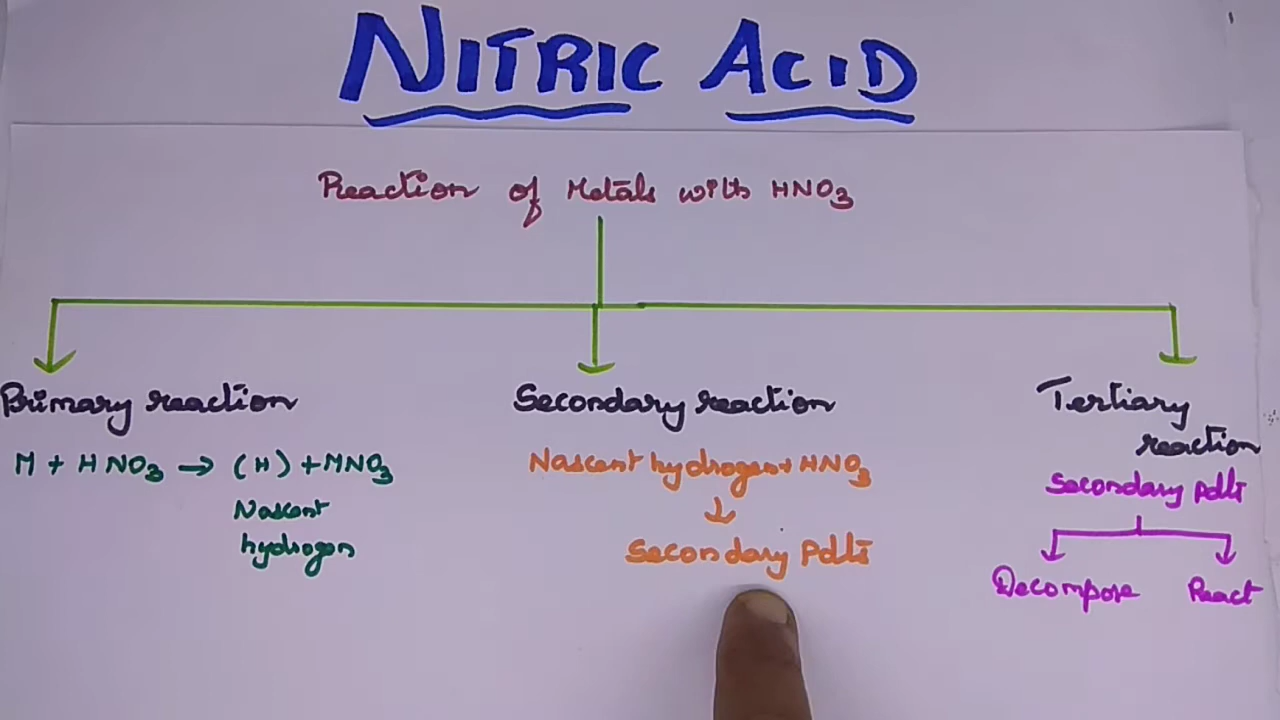 NITRIC ACID
Reaction of Metals with HNO3
Primary reaction
M + HNO3 → (H) + MNO3
Nascent
hydrogen
Secondary reaction
Nascent hydrogen + HNO3
↓
Secondary Pdts
Tertiary
reaction
Secondary pdts
Decompose React